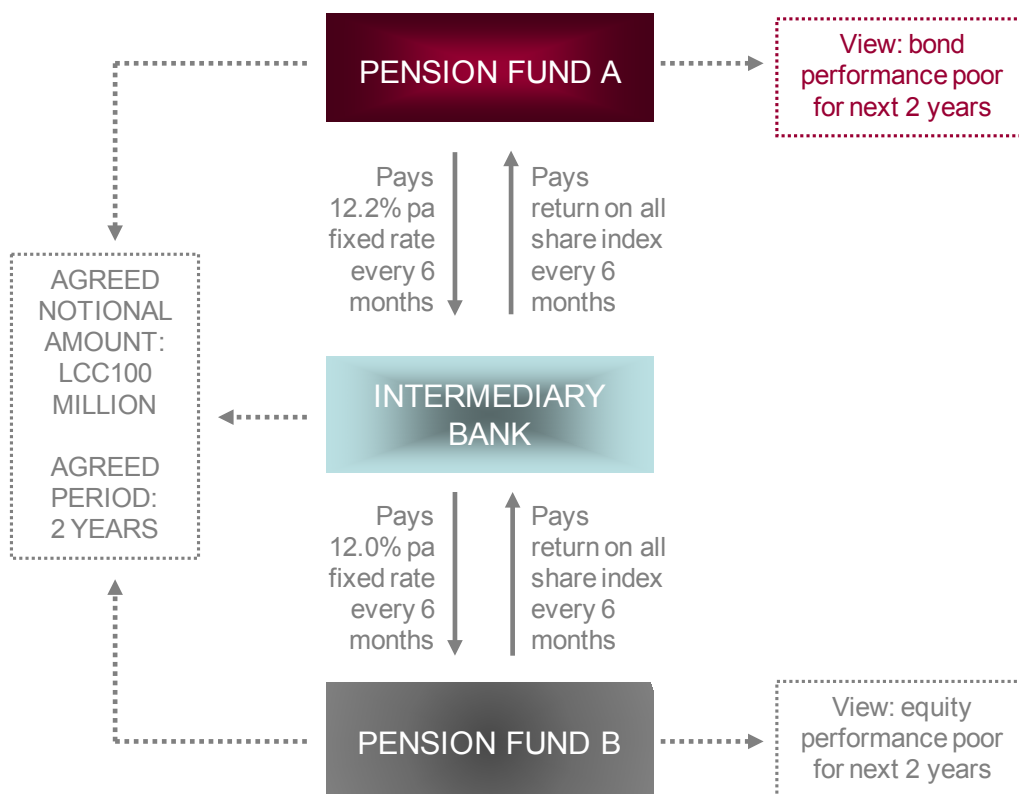 PENSION FUND A
View: bond
performance poor
for next 2 years
Pays
12.2% pa
fixed rate
every 6
months
Pays
return on all
share index
every 6
months
AGREED
NOTIONAL
AMOUNT:
LCC100
MILLION
AGREED
PERIOD:
2 YEARS
INTERMEDIARY
BANK
Pays
12.0% pa
fixed rate
every 6
months
Pays
return on all
share index
every 6
months
PENSION FUND B
View: equity
performance poor
for next 2 years